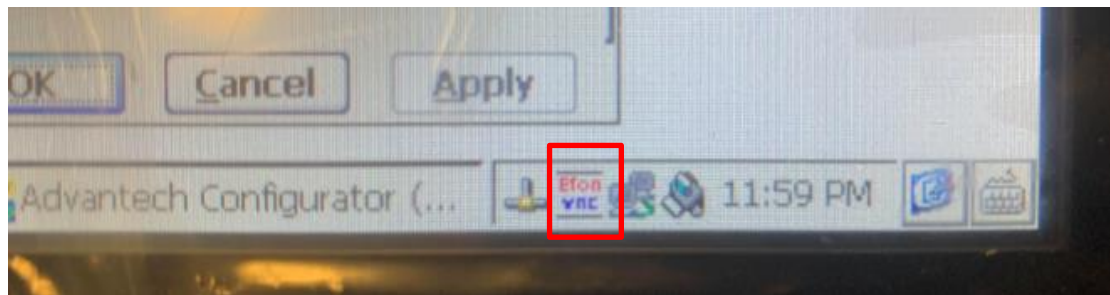 OK Cancel Apply
Advantech Configurator (...
Efon
VNC
11:59 PM